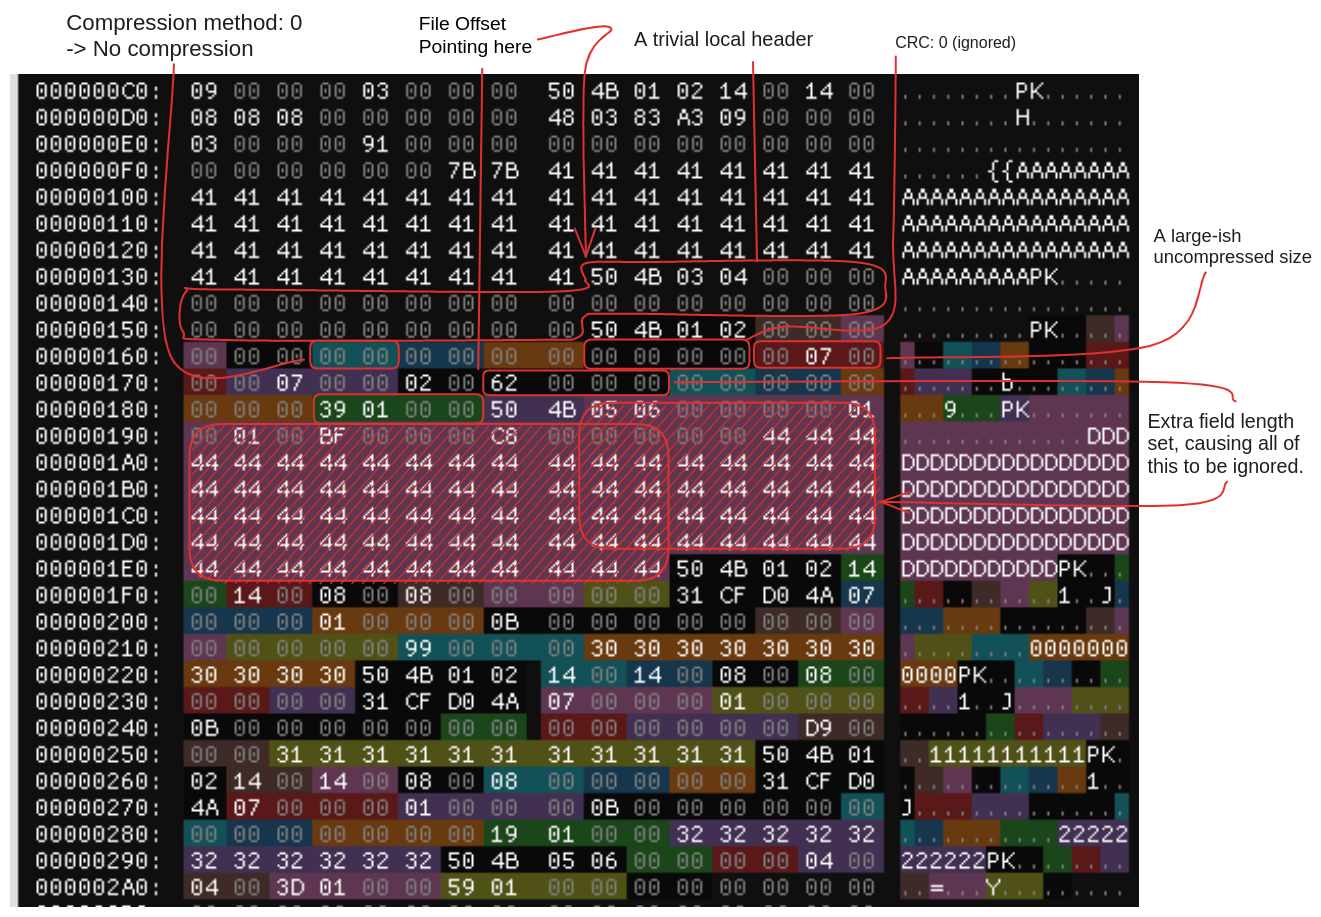 Compression method: 0
-> No compression
File Offset
Pointing here
A trivial local header
CRC: 0 (ignored)
000000C0: 09 00 00 00 03 00 00 00 50 4B 01 02 14 00 14 00 ........PK......
000000D0: 08 08 08 00 00 00 00 00 48 03 83 A3 09 00 00 00 ........H.......
000000E0: 03 00 00 00 91 00 00 00 00 00 00 00 00 00 00 00 ................
000000F0: 00 00 00 00 00 00 7B 7B 41 41 41 41 41 41 41 41 ......{{AAAAAAAA
00000100: 41 41 41 41 41 41 41 41 41 41 41 41 41 41 41 41 AAAAAAAAAAAAAAAA
00000110: 41 41 41 41 41 41 41 41 41 41 41 41 41 41 41 41 AAAAAAAAAAAAAAAA
00000120: 41 41 41 41 41 41 41 41 41 41 41 41 41 41 41 41 AAAAAAAAAAAAAAAA
00000130: 41 41 41 41 41 41 41 41 41 50 4B 03 04 00 00 00 AAAAAAAAAPK.....
00000140: 00 00 00 00 00 00 00 00 00 00 00 00 00 00 00 00 ................
00000150: 00 00 00 00 00 00 00 00 00 50 4B 01 02 00 00 00 .........PK.....
00000160: 00 00 00 00 00 00 00 00 00 00 00 00 00 00 07 00 ................
00000170: 00 00 07 00 00 02 00 62 00 00 00 00 00 00 00 00 .......b........
00000180: 00 00 00 39 01 00 00 50 4B 05 06 00 00 00 00 01 ...9...PK.......
00000190: 00 01 00 BF 00 00 00 C8 00 00 00 00 00 44 44 44 .............DDD
000001A0: 44 44 44 44 44 44 44 44 44 44 44 44 44 44 44 44 DDDDDDDDDDDDDDDD
000001B0: 44 44 44 44 44 44 44 44 44 44 44 44 44 44 44 44 DDDDDDDDDDDDDDDD
000001C0: 44 44 44 44 44 44 44 44 44 44 44 44 44 44 44 44 DDDDDDDDDDDDDDDD
000001D0: 44 44 44 44 44 44 44 44 44 44 44 44 44 44 44 44 DDDDDDDDDDDDDDDD
000001E0: 44 44 44 44 44 44 44 44 44 44 44 50 4B 01 02 14 DDDDDDDDDDDPK...
000001F0: 00 14 00 08 00 08 00 00 00 00 00 31 CF D0 4A 07 ...........1..J.
00000200: 00 00 00 01 00 00 00 0B 00 00 00 00 00 00 00 00 ................
00000210: 00 00 00 00 00 99 00 00 00 30 30 30 30 30 30 30 .........0000000
00000220: 30 30 30 30 50 4B 01 02 14 00 14 00 08 00 08 00 0000PK..........
00000230: 00 00 00 00 31 CF D0 4A 07 00 00 00 01 00 00 00 ....1..J........
00000240: 0B 00 00 00 00 00 00 00 00 00 00 00 00 00 D9 00 ................
00000250: 00 00 31 31 31 31 31 31 31 31 31 31 31 50 4B 01 ..11111111111PK.
00000260: 02 14 00 14 00 08 00 08 00 00 00 00 00 31 CF D0 .............1..
00000270: 4A 07 00 00 00 01 00 00 00 0B 00 00 00 00 00 00 J...............
00000280: 00 00 00 00 00 00 00 19 01 00 00 32 32 32 32 32 ...........22222
00000290: 32 32 32 32 32 32 50 4B 05 06 00 00 00 00 04 00 222222PK........
000002A0: 04 00 3D 01 00 00 59 01 00 00 00 00 00 00 00 00 ..=...Y.........
A large-ish
uncompressed size
Extra field length
set, causing all of
this to be ignored.